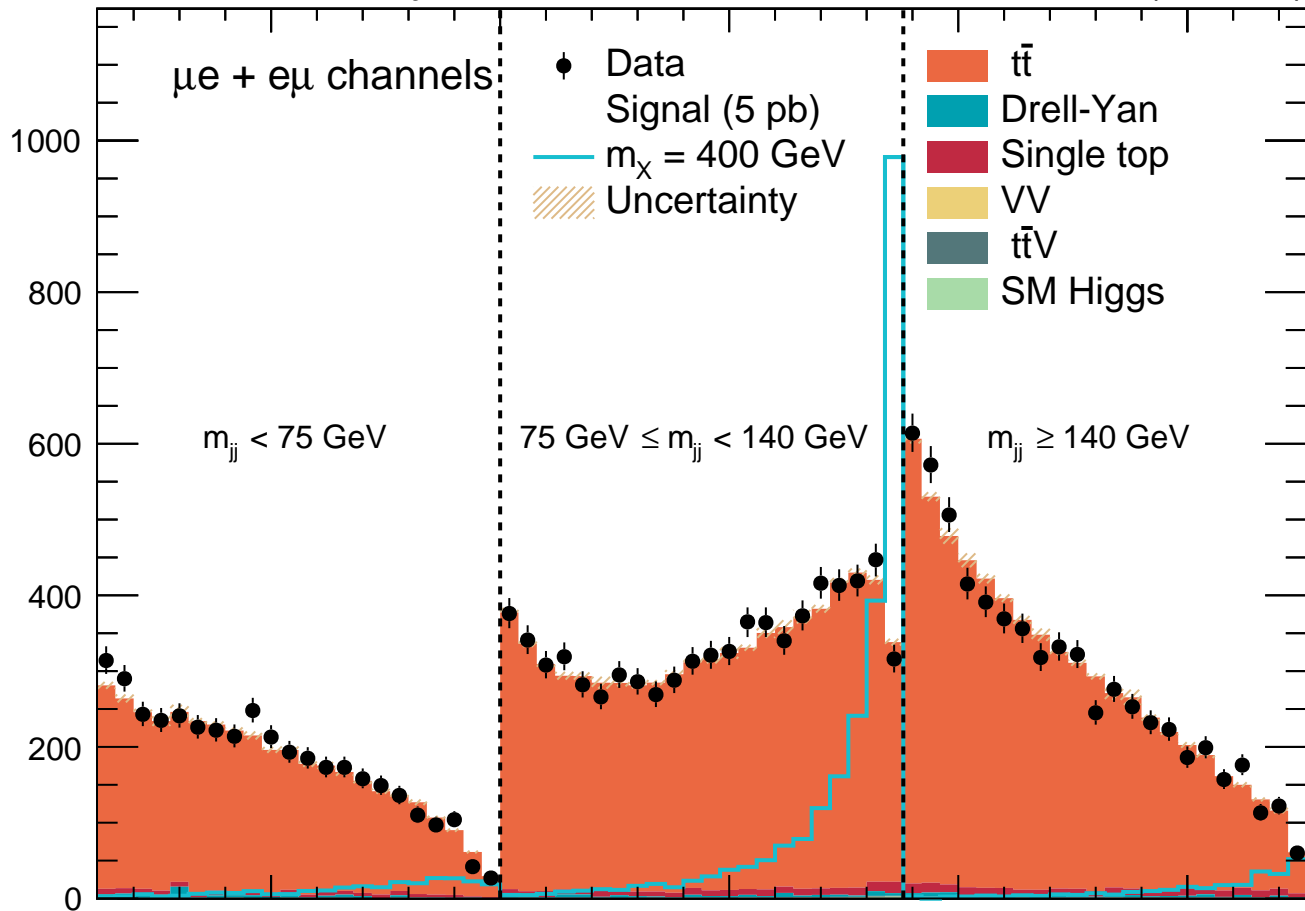 μe + eμ channels
Data
Signal (5 pb)
m_X = 400 GeV
Uncertainty
tt̄
Drell-Yan
Single top
VV
tt̄V
SM Higgs
m_jj < 75 GeV
75 GeV ≤ m_jj < 140 GeV
m_jj ≥ 140 GeV
1000
800
600
400
200
0